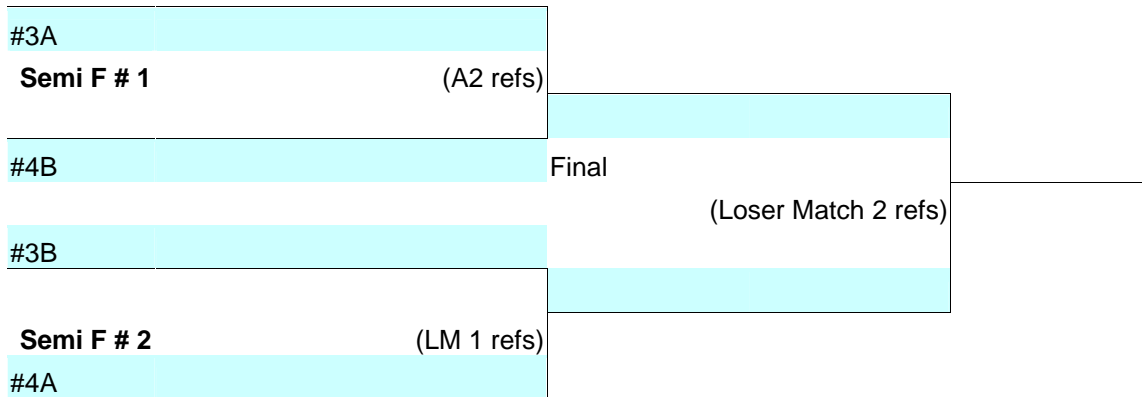 #3A
Semi F # 1 (A2 refs)
#4B
Final
(Loser Match 2 refs)
#3B
Semi F # 2 (LM 1 refs)
#4A